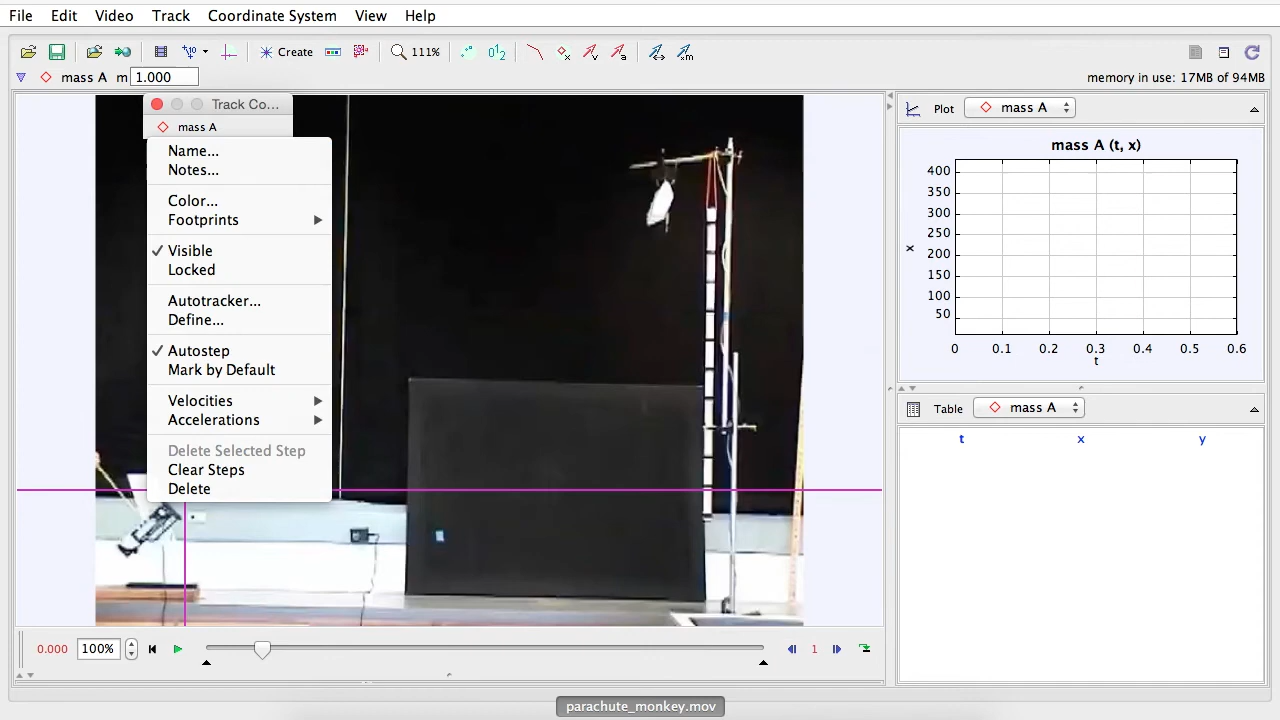 File Edit Video Track Coordinate System View Help
Create 111%
mass A m 1.000 memory in use: 17MB of 94MB
Track Co...
mass A
Name...
Notes...
Color...
Footprints
Visible
Locked
Autotracker...
Define...
Autostep
Mark by Default
Velocities
Accelerations
Delete Selected Step
Clear Steps
Delete
0.000 100% 1
Plot mass A
mass A (t, x)
400
350
300
250
200
150
100
50
x
0 0.1 0.2 0.3 0.4 0.5 0.6
t
Table mass A
t x y
parachute_monkey.mov